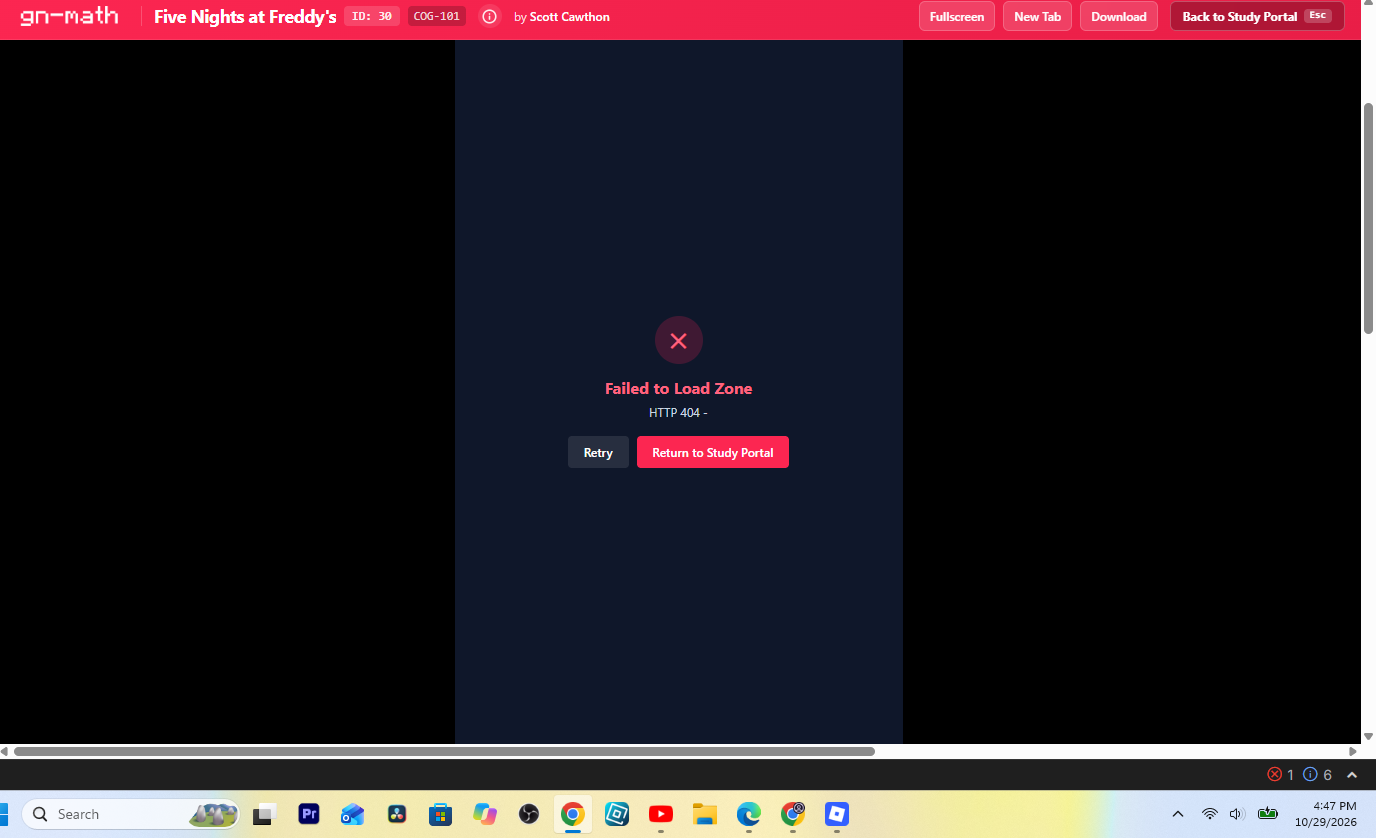 gn-math
Five Nights at Freddy's
ID: 30
COG-101
by Scott Cawthon
Fullscreen
New Tab
Download
Back to Study Portal Esc
Failed to Load Zone
HTTP 404 -
Retry
Return to Study Portal
1
6
Search
Pr
4:47 PM
10/29/2026